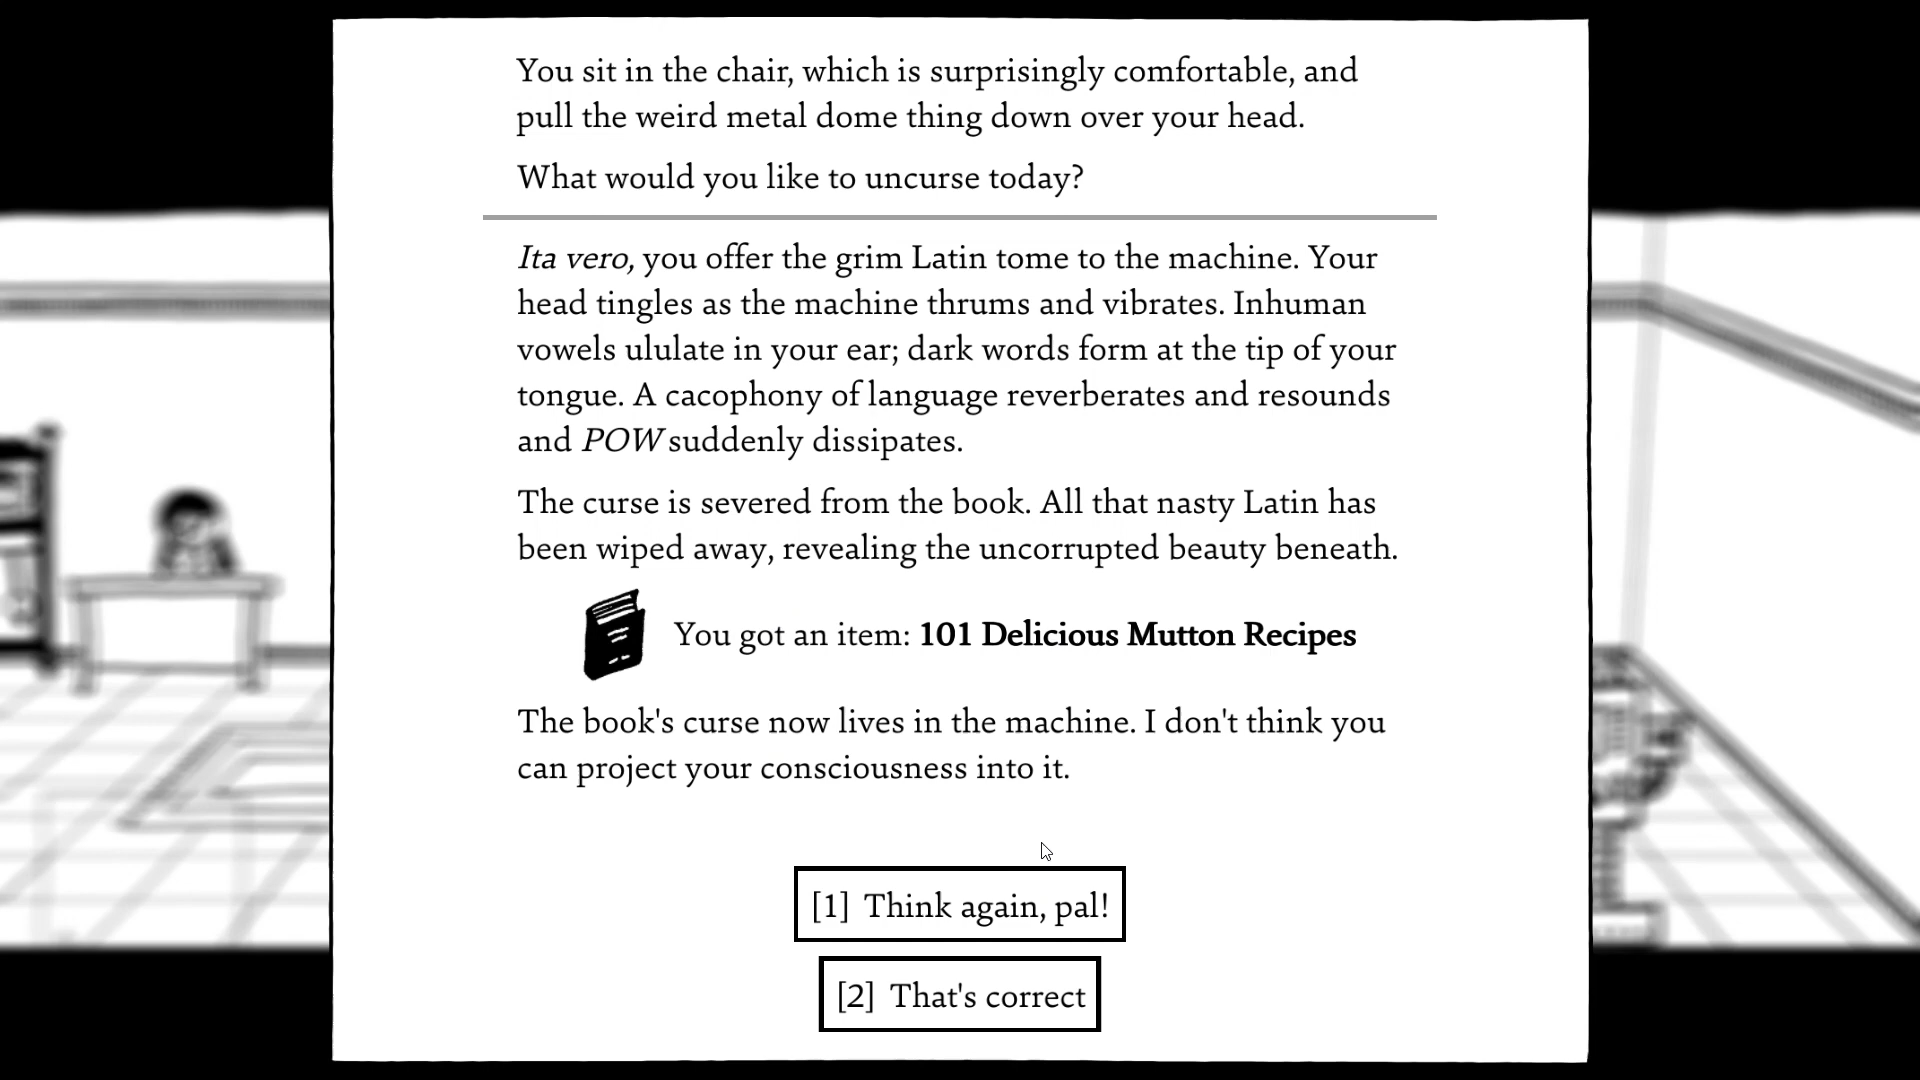 You sit in the chair, which is surprisingly comfortable, and
pull the weird metal dome thing down over your head.
What would you like to uncurse today?
Ita vero, you offer the grim Latin tome to the machine. Your
head tingles as the machine thrums and vibrates. Inhuman
vowels ululate in your ear; dark words form at the tip of your
tongue. A cacophony of language reverberates and resounds
and POW suddenly dissipates.
The curse is severed from the book. All that nasty Latin has
been wiped away, revealing the uncorrupted beauty beneath.
You got an item: 101 Delicious Mutton Recipes
The book's curse now lives in the machine. I don't think you
can project your consciousness into it.
[1] Think again, pal!
[2] That's correct